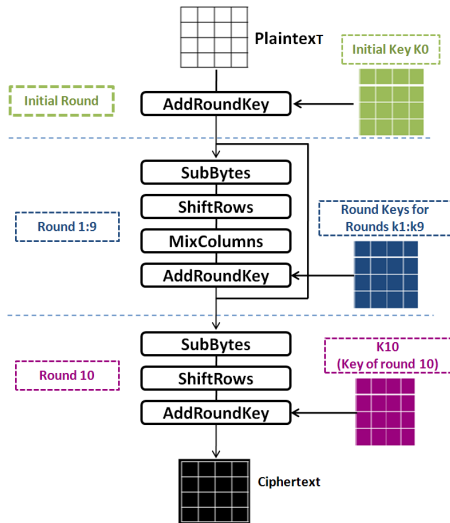 PlaintexT
Initial Key K0
Initial Round
AddRoundKey
SubBytes
ShiftRows
Round 1:9
MixColumns
AddRoundKey
Round Keys for
Rounds k1:k9
SubBytes
Round 10
ShiftRows
AddRoundKey
K10
(Key of round 10)
Ciphertext